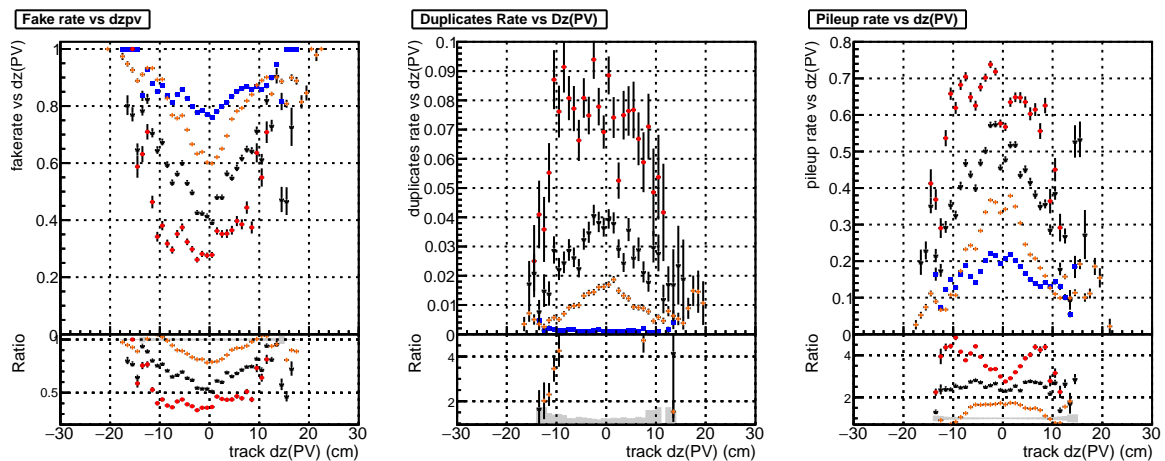 Fake rate vs dzpv
fakerate vs dz(PV)
1
0.8
0.6
0.4
0.2
0
Ratio
0.5
−30 −20 −10 0 10 20 30
track dz(PV) (cm)
Duplicates Rate vs Dz(PV)
duplicates rate vs Dz(PV)
0.1
0.09
0.08
0.07
0.06
0.05
0.04
0.03
0.02
0.01
0
Ratio
4
2
−30 −20 −10 0 10 20 30
track dz(PV) (cm)
Pileup rate vs dz(PV)
pileup rate vs dz(PV)
0.8
0.7
0.6
0.5
0.4
0.3
0.2
0.1
0
Ratio
4
2
−30 −20 −10 0 10 20 30
track dz(PV) (cm)